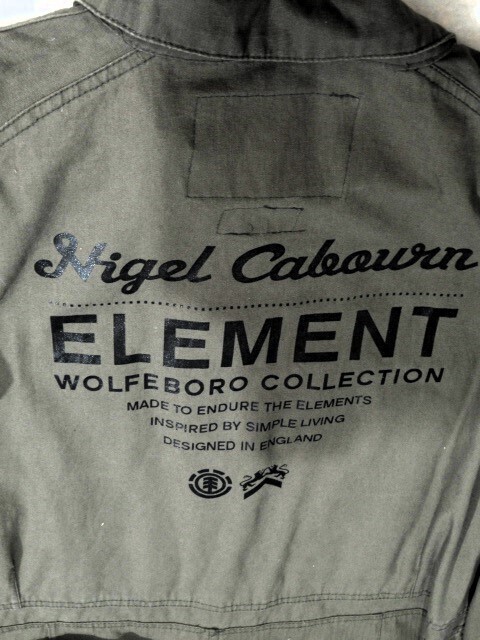 Nigel Cabourn
ELEMENT
WOLFEBORO COLLECTION
MADE TO ENDURE THE ELEMENTS
INSPIRED BY SIMPLE LIVING
DESIGNED IN ENGLAND